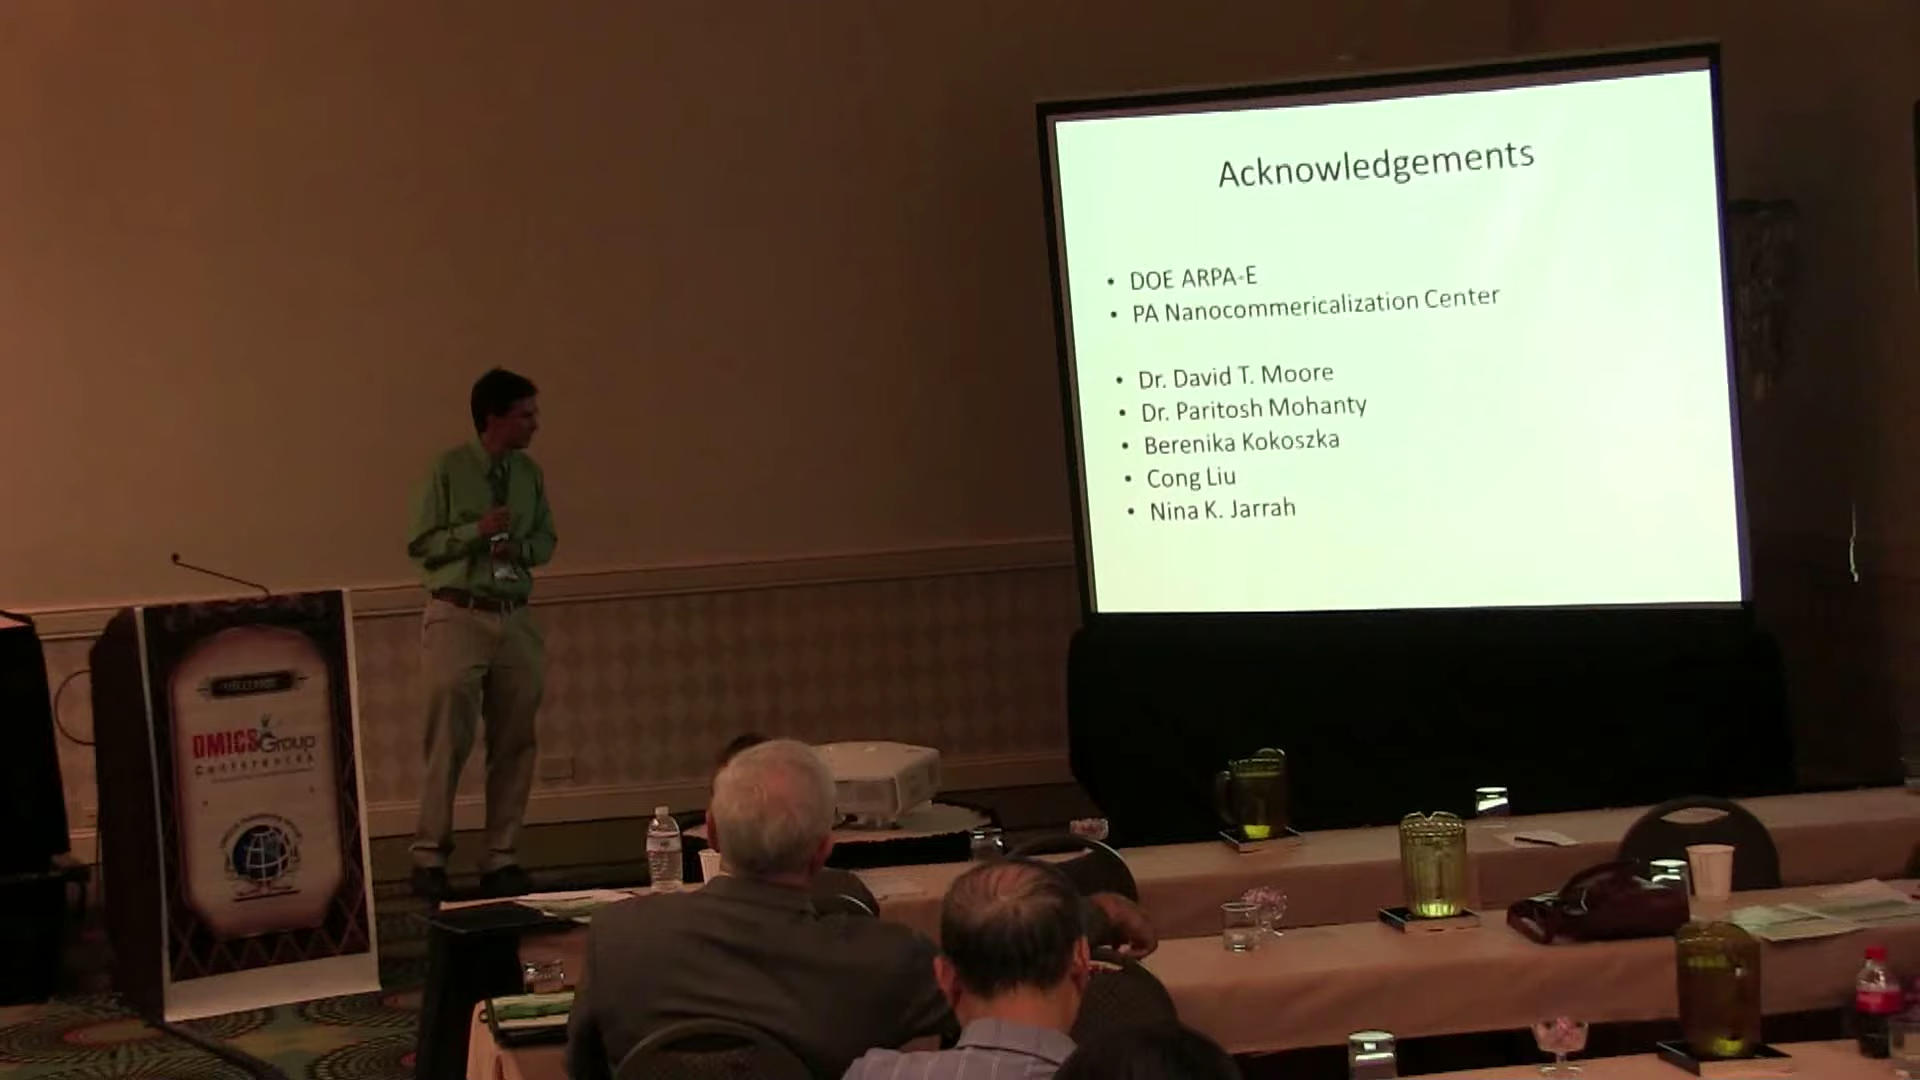 Acknowledgements
• DOE ARPA-E
• PA Nanocommericalization Center
• Dr. David T. Moore
• Dr. Paritosh Mohanty
• Berenika Kokoszka
• Cong Liu
• Nina K. Jarrah
OMICS Group
Conferences